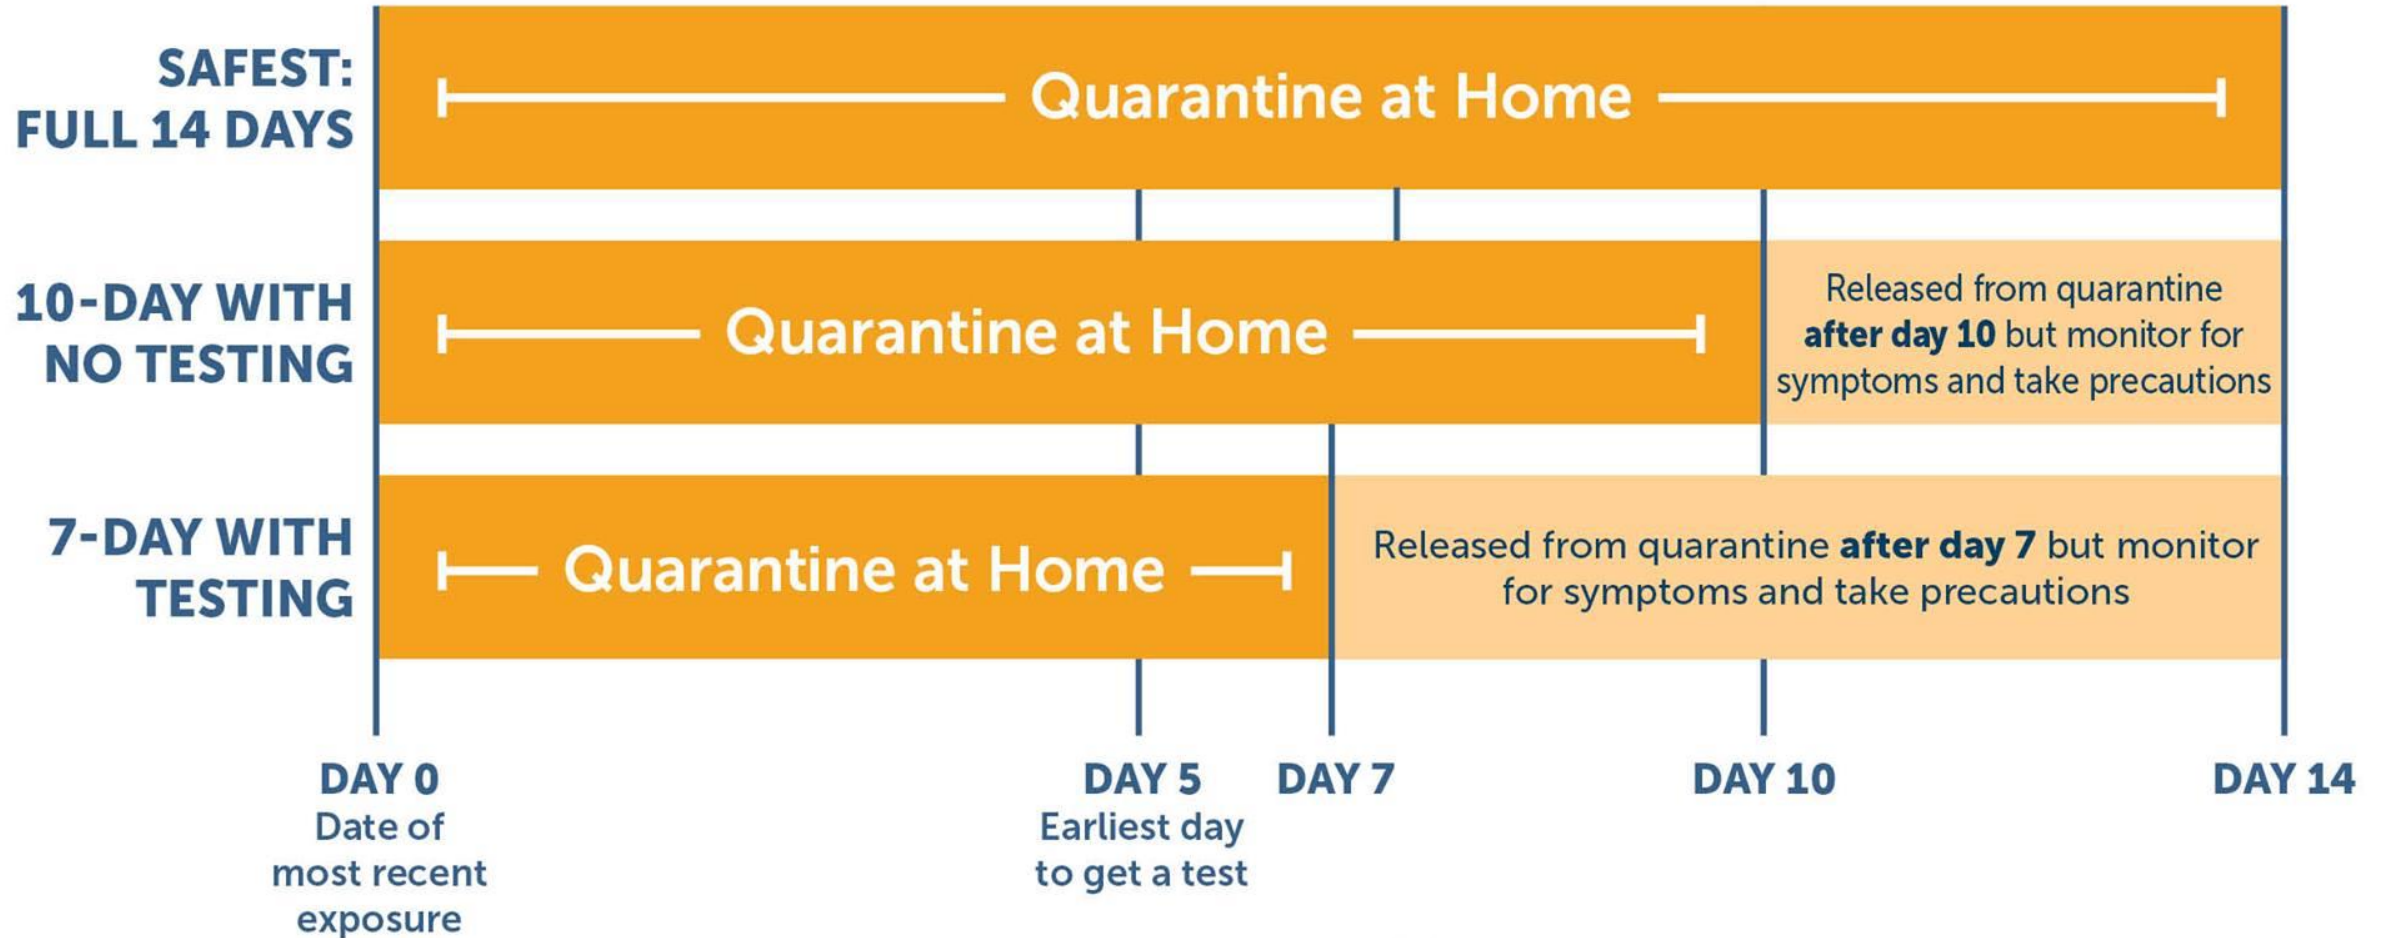 SAFEST:
FULL 14 DAYS
Quarantine at Home
10-DAY WITH
NO TESTING
Quarantine at Home
Released from quarantine
after day 10 but monitor for
symptoms and take precautions
7-DAY WITH
TESTING
Quarantine at Home
Released from quarantine after day 7 but monitor
for symptoms and take precautions
DAY 0
Date of
most recent
exposure
DAY 5
Earliest day
to get a test
DAY 7
DAY 10
DAY 14